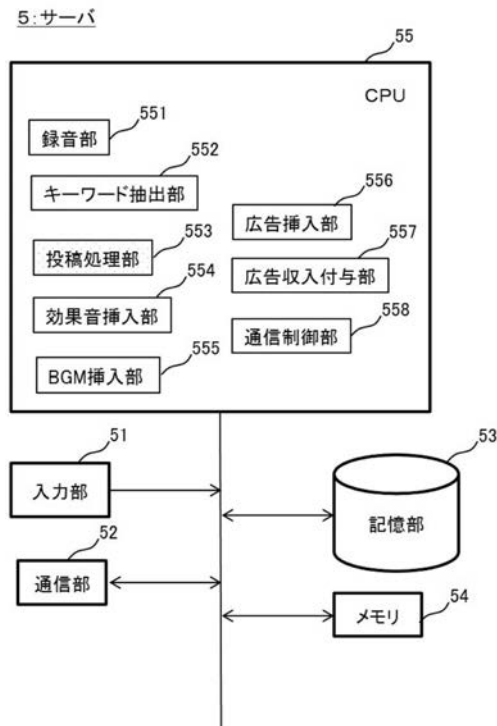 5:サーバ
55
CPU
551
録音部
552
キーワード抽出部
556
広告挿入部
553
投稿処理部
557
広告収入付与部
554
効果音挿入部
558
通信制御部
555
BGM挿入部
51
入力部
53
記憶部
52
通信部
54
メモリ